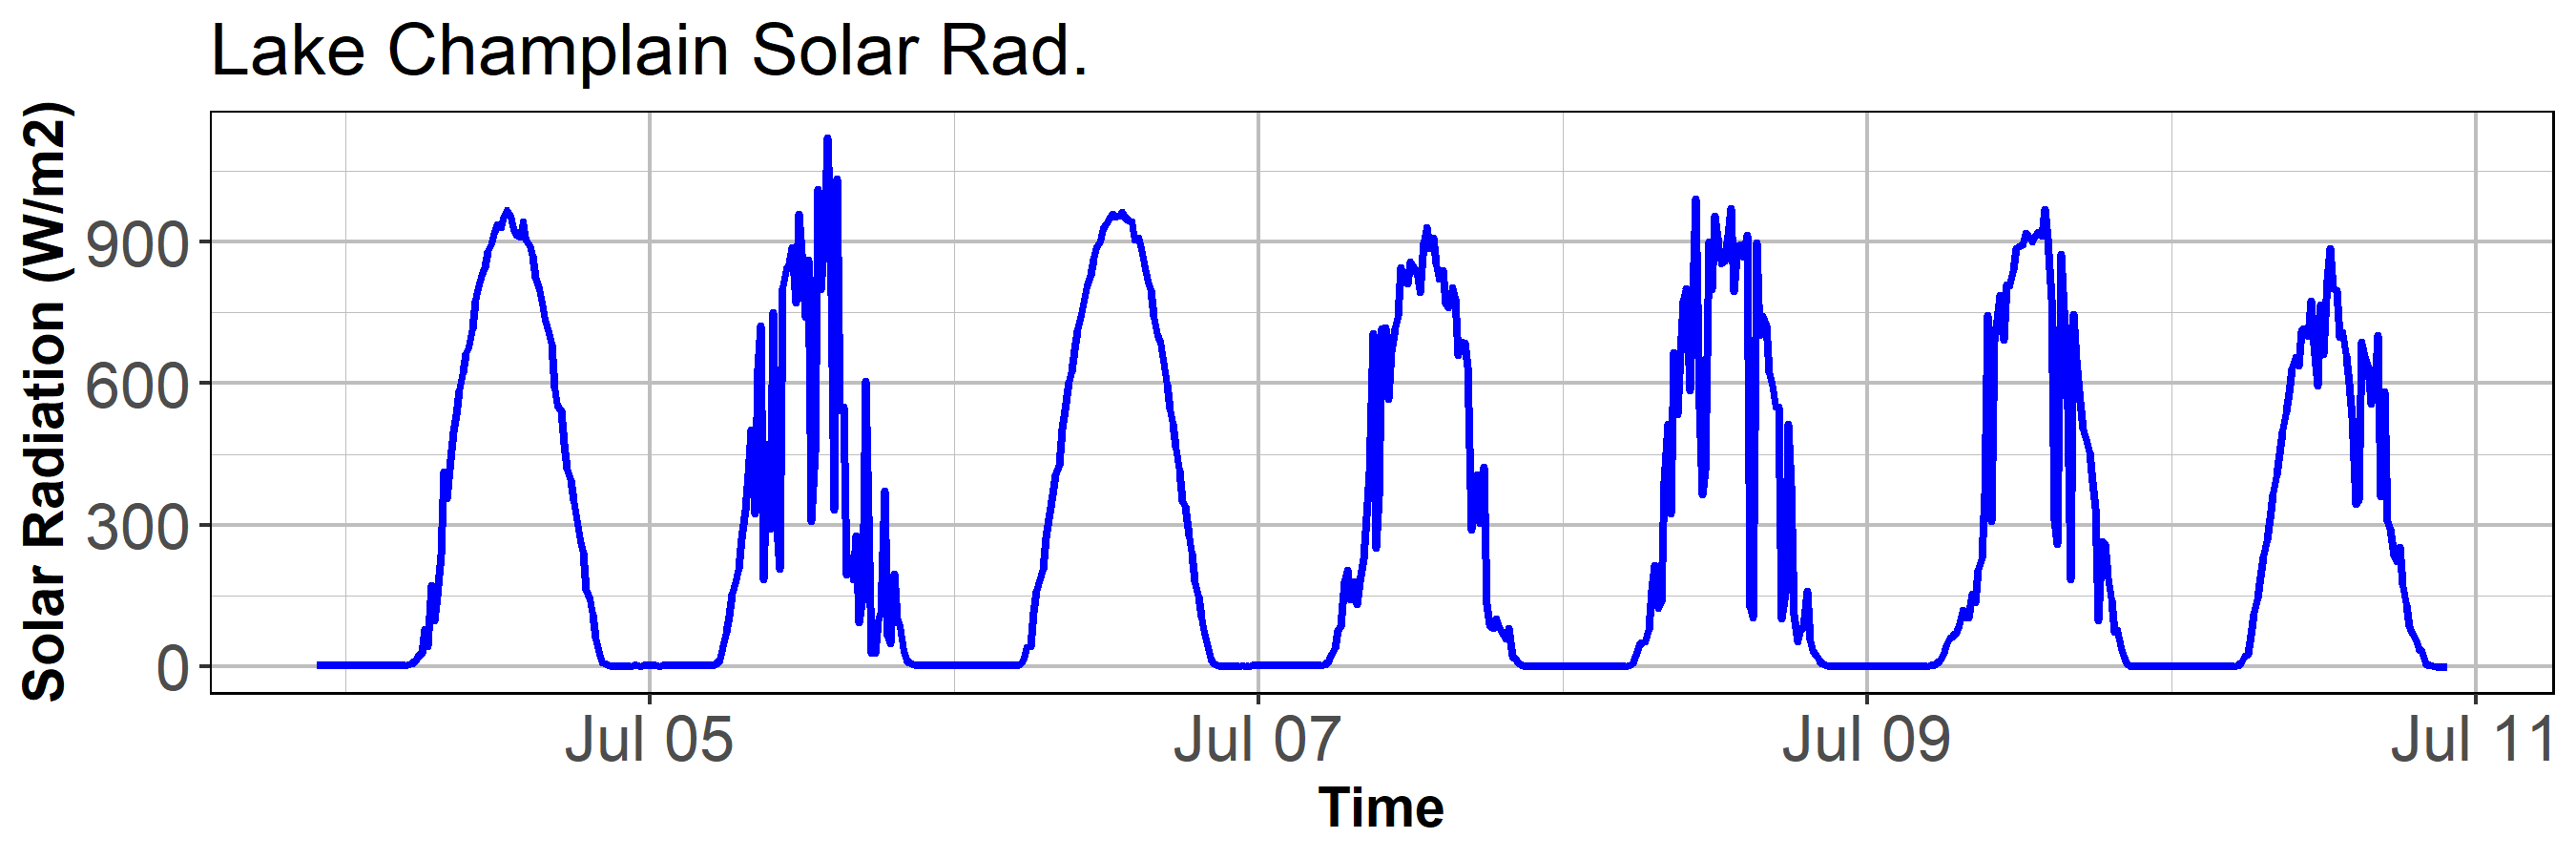 Lake Champlain Solar Rad.
Solar Radiation (W/m2)
900
600
300
0
Jul 05
Jul 07
Jul 09
Jul 11
Time